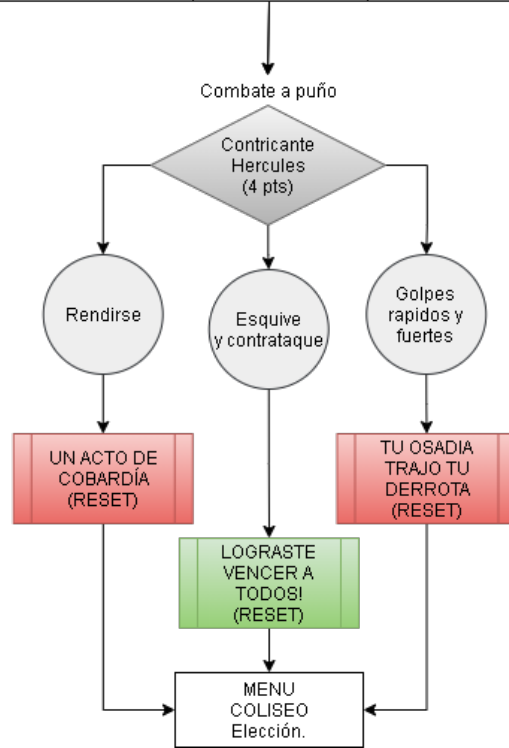 Combate a puño
Contricante
Hercules
(4 pts)
Rendirse
Esquive
y contrataque
Golpes
rapidos y
fuertes
UN ACTO DE
COBARDÍA
(RESET)
TU OSADIA
TRAJO TU
DERROTA
(RESET)
LOGRASTE
VENCER A
TODOS!
(RESET)
MENU
COLISEO
Elección.